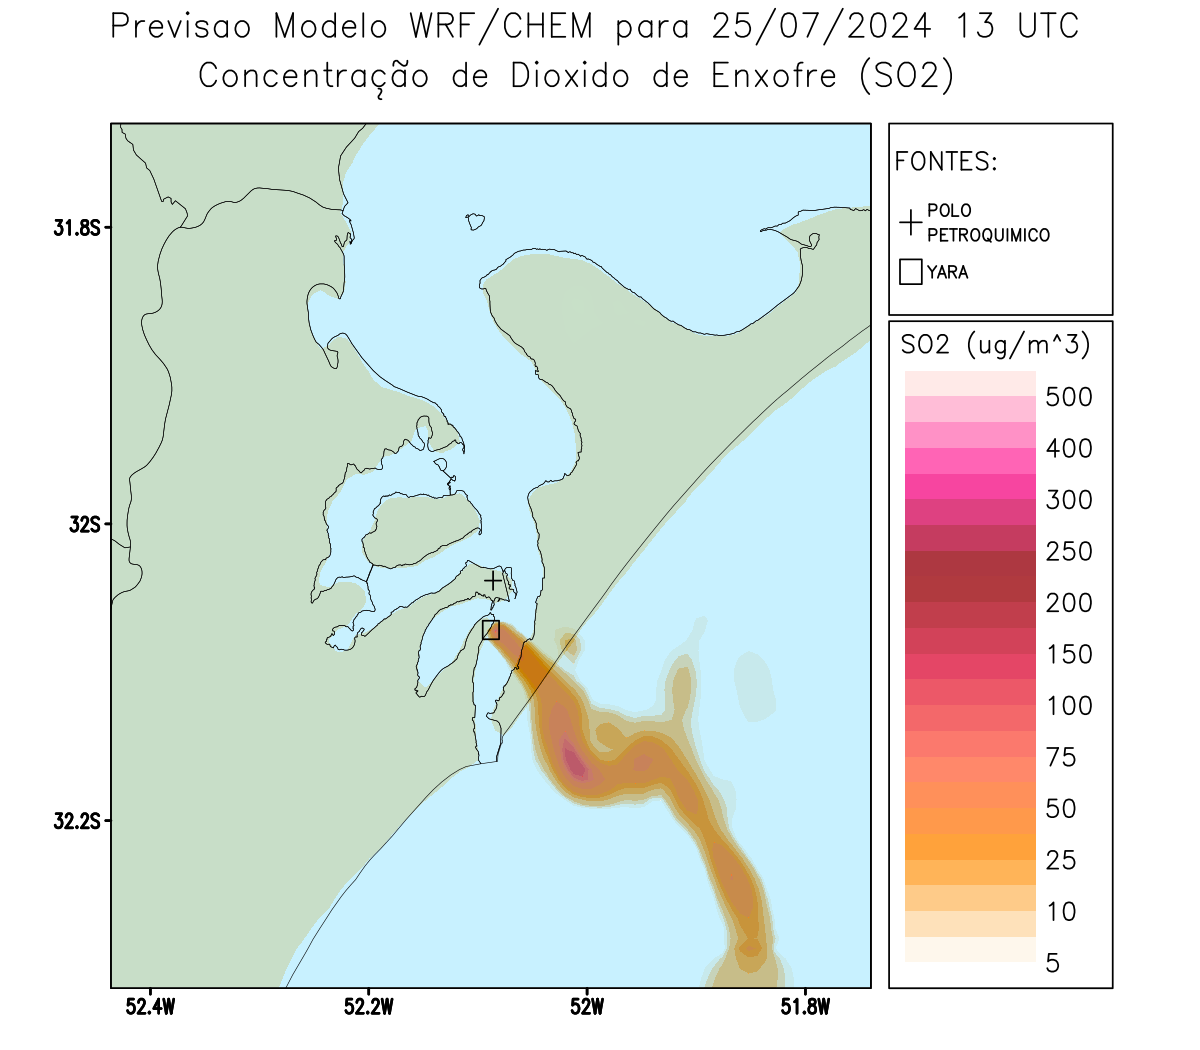 Previsao Modelo WRF/CHEM para 25/07/2024 13 UTC
Concentração de Dioxido de Enxofre (SO2)
FONTES:
POLO
PETROQUIMICO
YARA
31.8S
32S
32.2S
52.4W
52.2W
52W
51.8W
SO2 (ug/m^3)
500
400
300
250
200
150
100
75
50
25
10
5